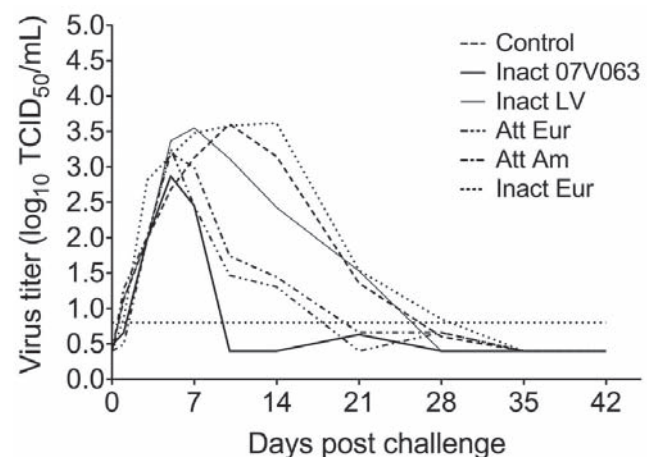 Virus titer (log10 TCID50/mL)
5.0
4.5
4.0
3.5
3.0
2.5
2.0
1.5
1.0
0.5
0.0
0 7 14 21 28 35 42
Days post challenge
Control
Inact 07V063
Inact LV
Att Eur
Att Am
Inact Eur